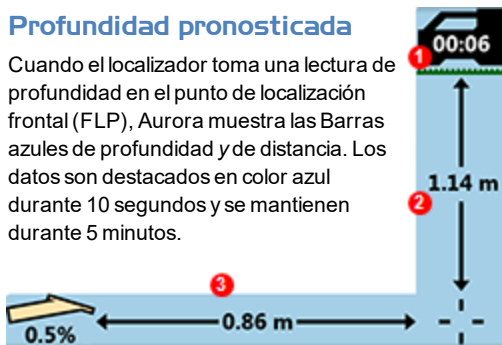 Profundidad pronosticada
Cuando el localizador toma una lectura de
profundidad en el punto de localización
frontal (FLP), Aurora muestra las Barras
azules de profundidad y de distancia. Los
datos son destacados en color azul
durante 10 segundos y se mantienen
durante 5 minutos.
00:06
1
1.14 m
2
3
0.86 m
0.5%